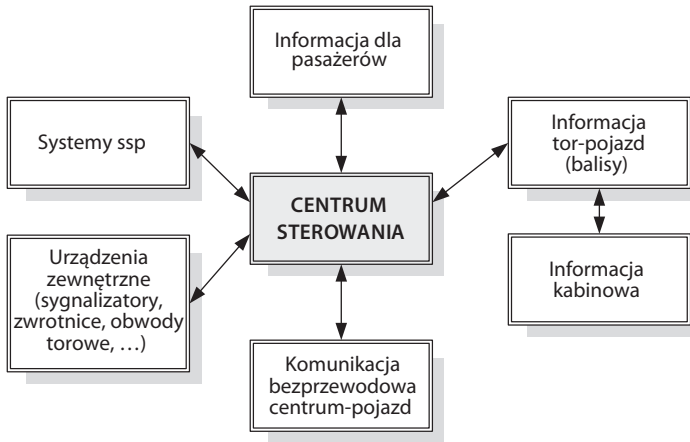 Informacja dla
pasażerów
Systemy ssp
Informacja
tor-pojazd
(balisy)
CENTRUM
STEROWANIA
Urządzenia
zewnętrzne
(sygnalizatory,
zwrotnice, obwody
torowe, …)
Informacja
kabinowa
Komunikacja
bezprzewodowa
centrum-pojazd